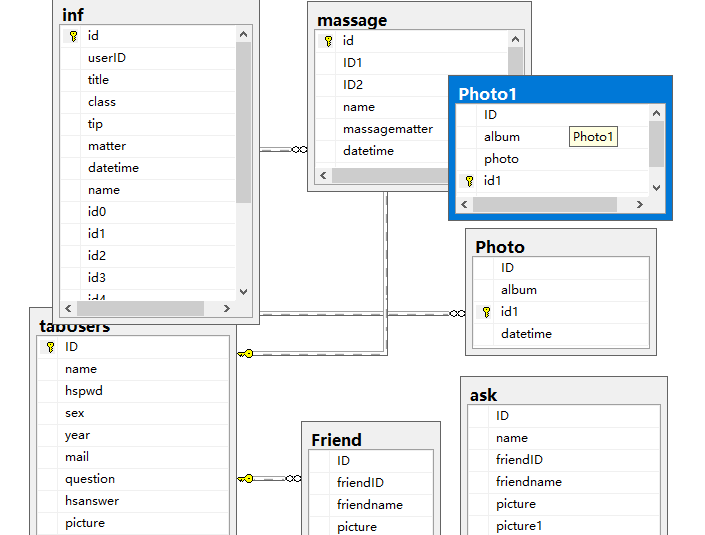 inf
id
userID
title
class
tip
matter
datetime
name
id0
id1
id2
id3
id4
massage
id
ID1
ID2
name
massagematter
datetime
Photo1
ID
album
photo
id1
Photo1
Photo
ID
album
id1
datetime
tabUsers
ID
name
hspwd
sex
year
mail
question
hsanswer
picture
Friend
ID
friendID
friendname
picture
ask
ID
name
friendID
friendname
picture
picture1